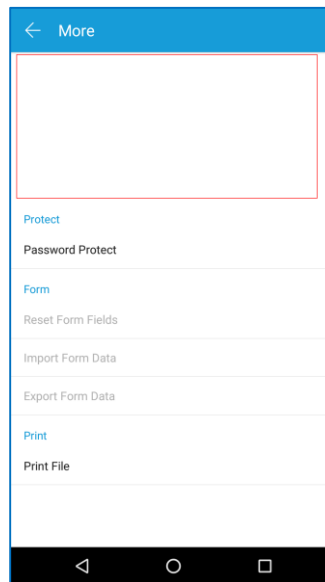 More
Protect
Password Protect
Form
Reset Form Fields
Import Form Data
Export Form Data
Print
Print File